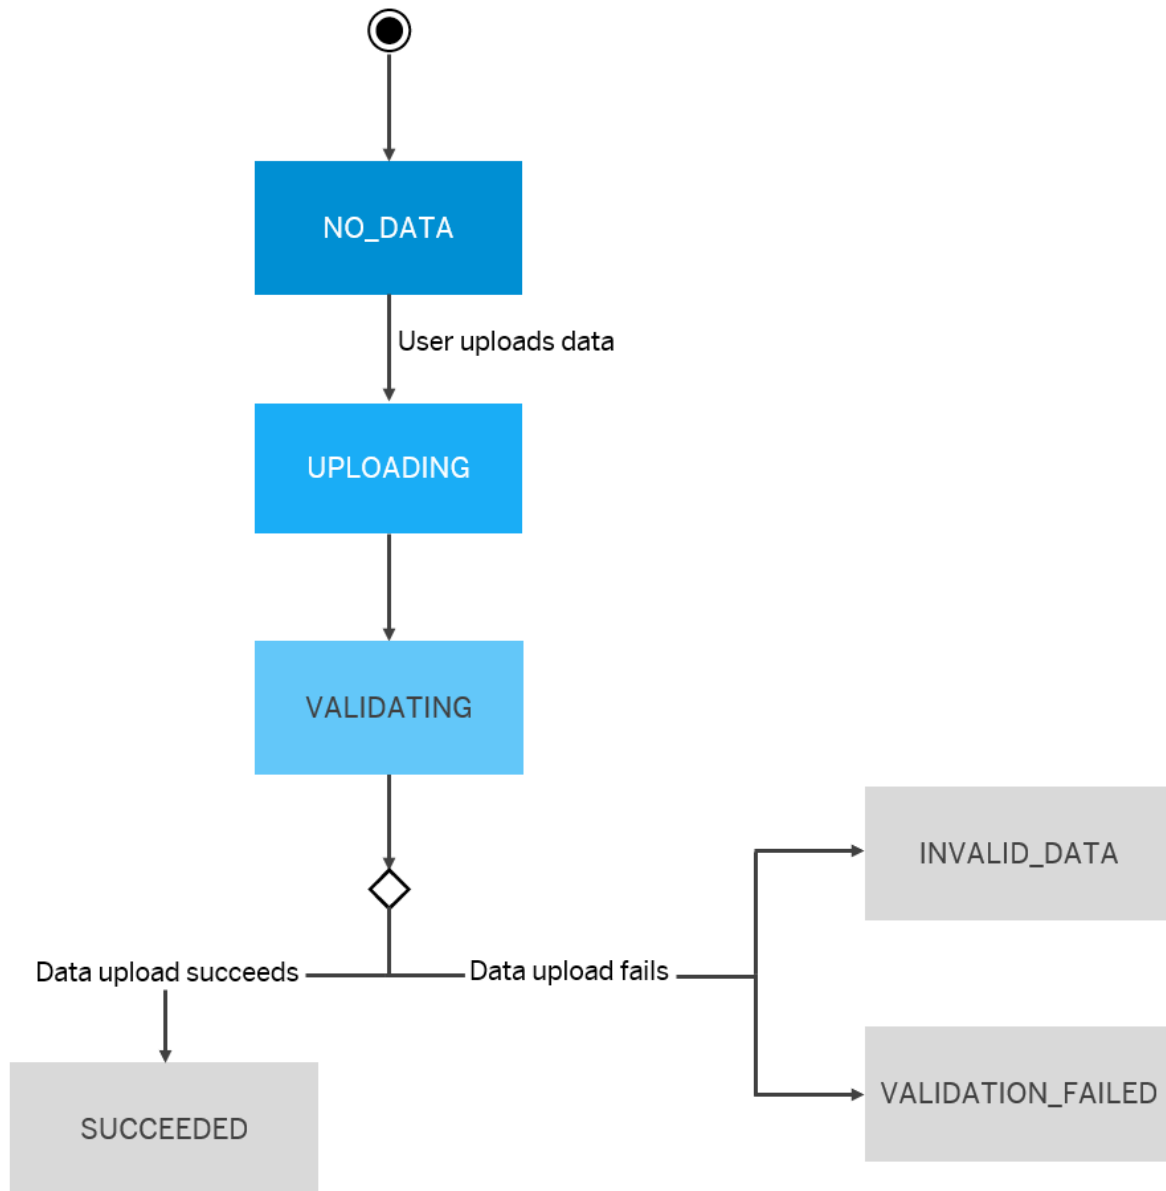 NO_DATA
User uploads data
UPLOADING
VALIDATING
INVALID_DATA
Data upload succeeds
Data upload fails
VALIDATION_FAILED
SUCCEEDED